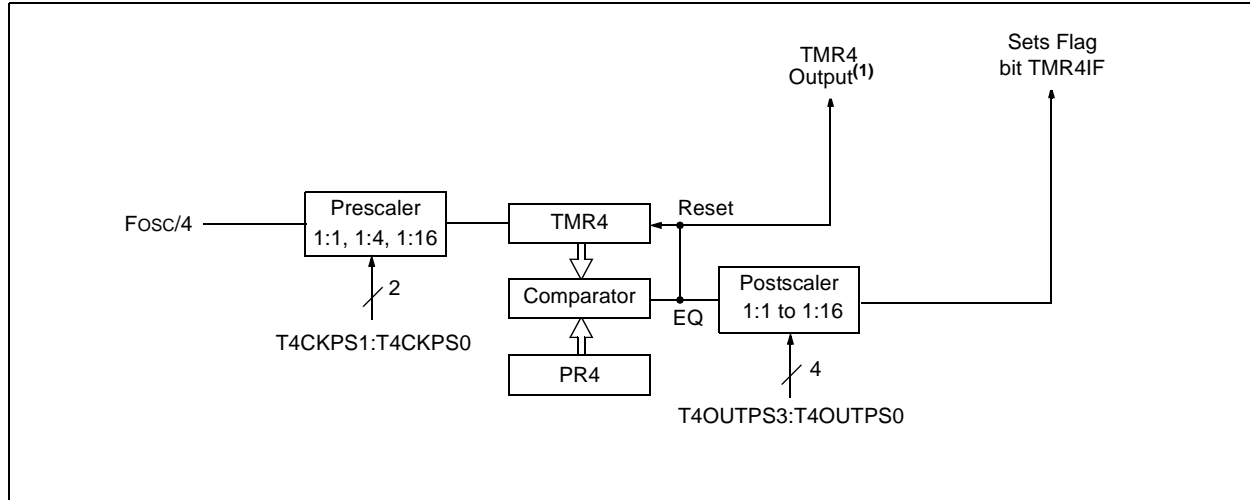 TMR4
Output(1)
Sets Flag
bit TMR4IF
FOSC/4
Prescaler
1:1, 1:4, 1:16
2
T4CKPS1:T4CKPS0
TMR4
Reset
Comparator
EQ
PR4
Postscaler
1:1 to 1:16
4
T4OUTPS3:T4OUTPS0